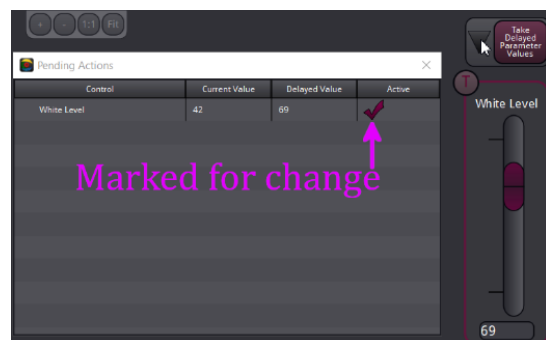 + - 1:1 Fit
Take
Delayed
Parameter
Values
Pending Actions
Control Current Value Delayed Value Active
T
White Level 42 69
White Level
Marked for change
69